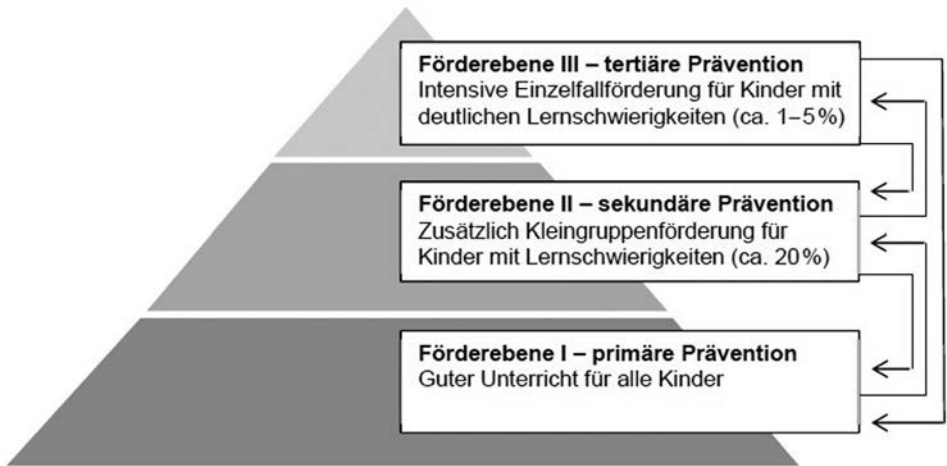 Förderebene III – tertiäre Prävention
Intensive Einzelfallförderung für Kinder mit
deutlichen Lernschwierigkeiten (ca. 1–5 %)
Förderebene II – sekundäre Prävention
Zusätzlich Kleingruppenförderung für
Kinder mit Lernschwierigkeiten (ca. 20 %)
Förderebene I – primäre Prävention
Guter Unterricht für alle Kinder